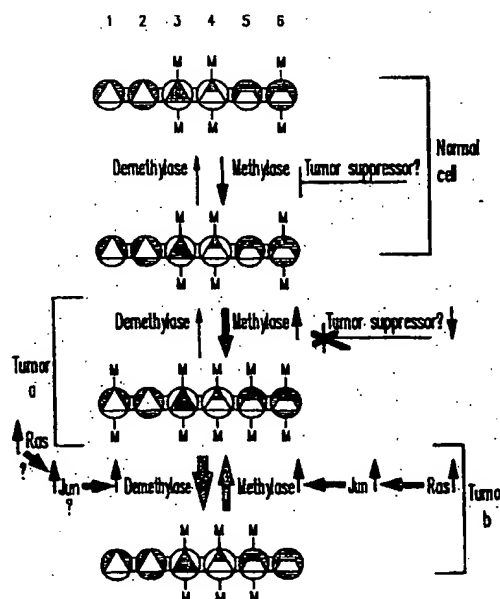 1 2 3 4 5 6
M M M
M M M
Demethylase Methylase Tumor suppressor?
Normal cell
M M M
M M M
Demethylase Methylase Tumor suppressor?
Tumor a
M M M M M
M M M M M
Ras
?
Jun Demethylase Methylase Jun Ras
?
Tumor b
M M M
M M M